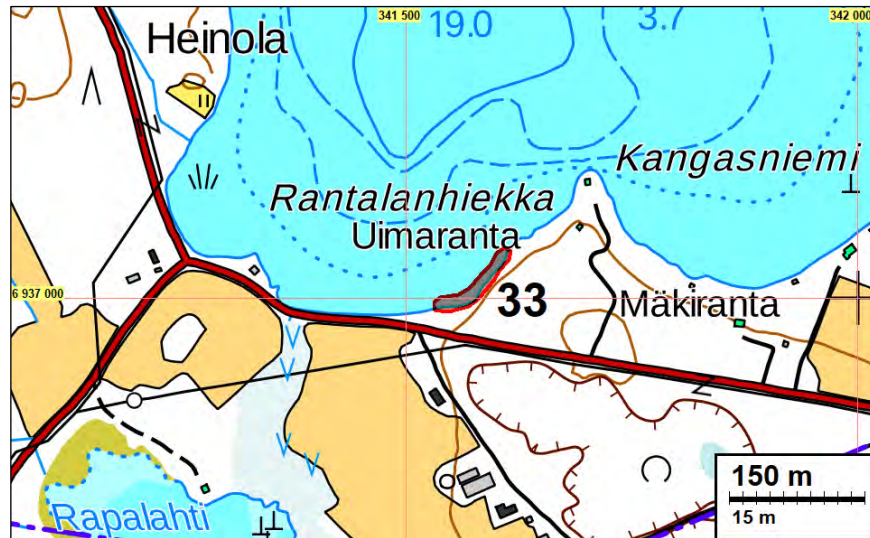 341 500
342 000
19.0
3.7
Heinola
Kangasniemi
Rantalanhiekka
Uimaranta
6 937 000
33
Mäkiranta
150 m
15 m
Rapalahti